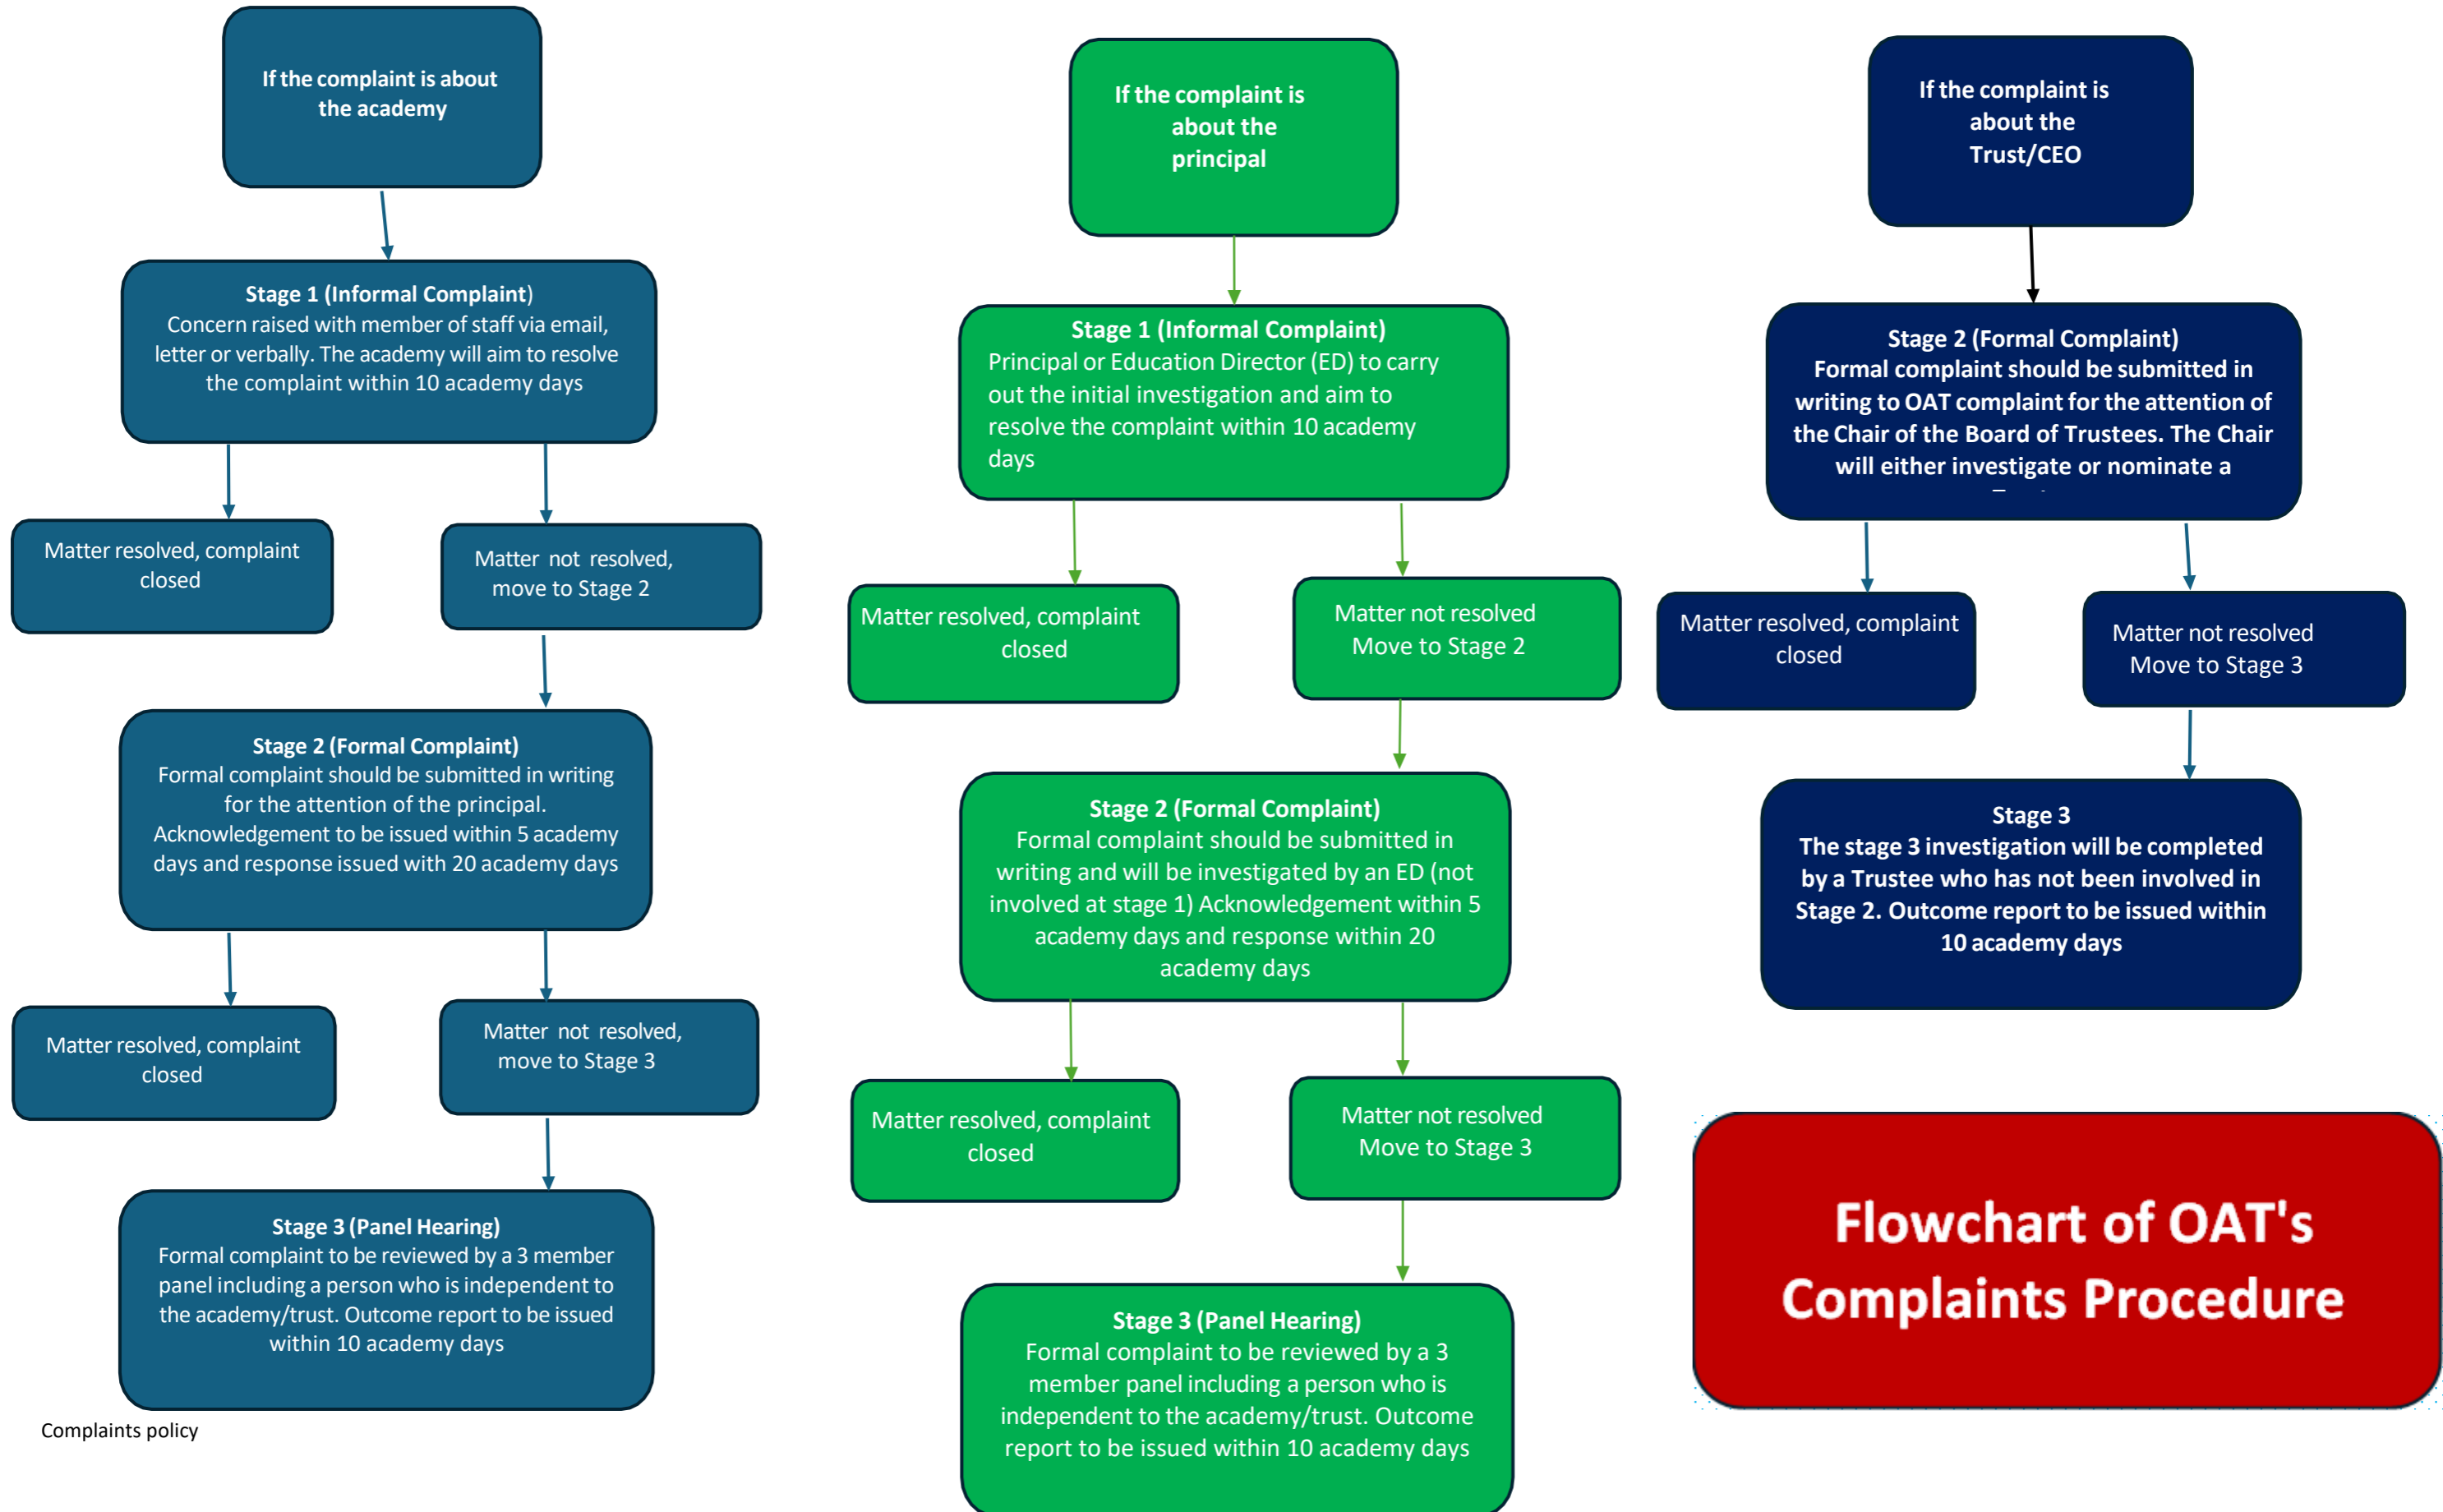 If the complaint is about
the academy
Stage 1 (Informal Complaint)
Concern raised with member of staff via email,
letter or verbally. The academy will aim to resolve
the complaint within 10 academy days
Matter resolved, complaint
closed
Matter not resolved,
move to Stage 2
Stage 2 (Formal Complaint)
Formal complaint should be submitted in writing
for the attention of the principal.
Acknowledgement to be issued within 5 academy
days and response issued with 20 academy days
Matter resolved, complaint
closed
Matter not resolved,
move to Stage 3
Stage 3 (Panel Hearing)
Formal complaint to be reviewed by a 3 member
panel including a person who is independent to
the academy/trust. Outcome report to be issued
within 10 academy days
Complaints policy
If the complaint is
about the
principal
Stage 1 (Informal Complaint)
Principal or Education Director (ED) to carry
out the initial investigation and aim to
resolve the complaint within 10 academy
days
Matter resolved, complaint
closed
Matter not resolved
Move to Stage 2
Stage 2 (Formal Complaint)
Formal complaint should be submitted in
writing and will be investigated by an ED (not
involved at stage 1) Acknowledgement within 5
academy days and response within 20
academy days
Matter resolved, complaint
closed
Matter not resolved
Move to Stage 3
Stage 3 (Panel Hearing)
Formal complaint to be reviewed by a 3
member panel including a person who is
independent to the academy/trust. Outcome
report to be issued within 10 academy days
If the complaint is
about the
Trust/CEO
Stage 2 (Formal Complaint)
Formal complaint should be submitted in
writing to OAT complaint for the attention of
the Chair of the Board of Trustees. The Chair
will either investigate or nominate a
Matter resolved, complaint
closed
Matter not resolved
Move to Stage 3
Stage 3
The stage 3 investigation will be completed
by a Trustee who has not been involved in
Stage 2. Outcome report to be issued within
10 academy days
Flowchart of OAT's
Complaints Procedure